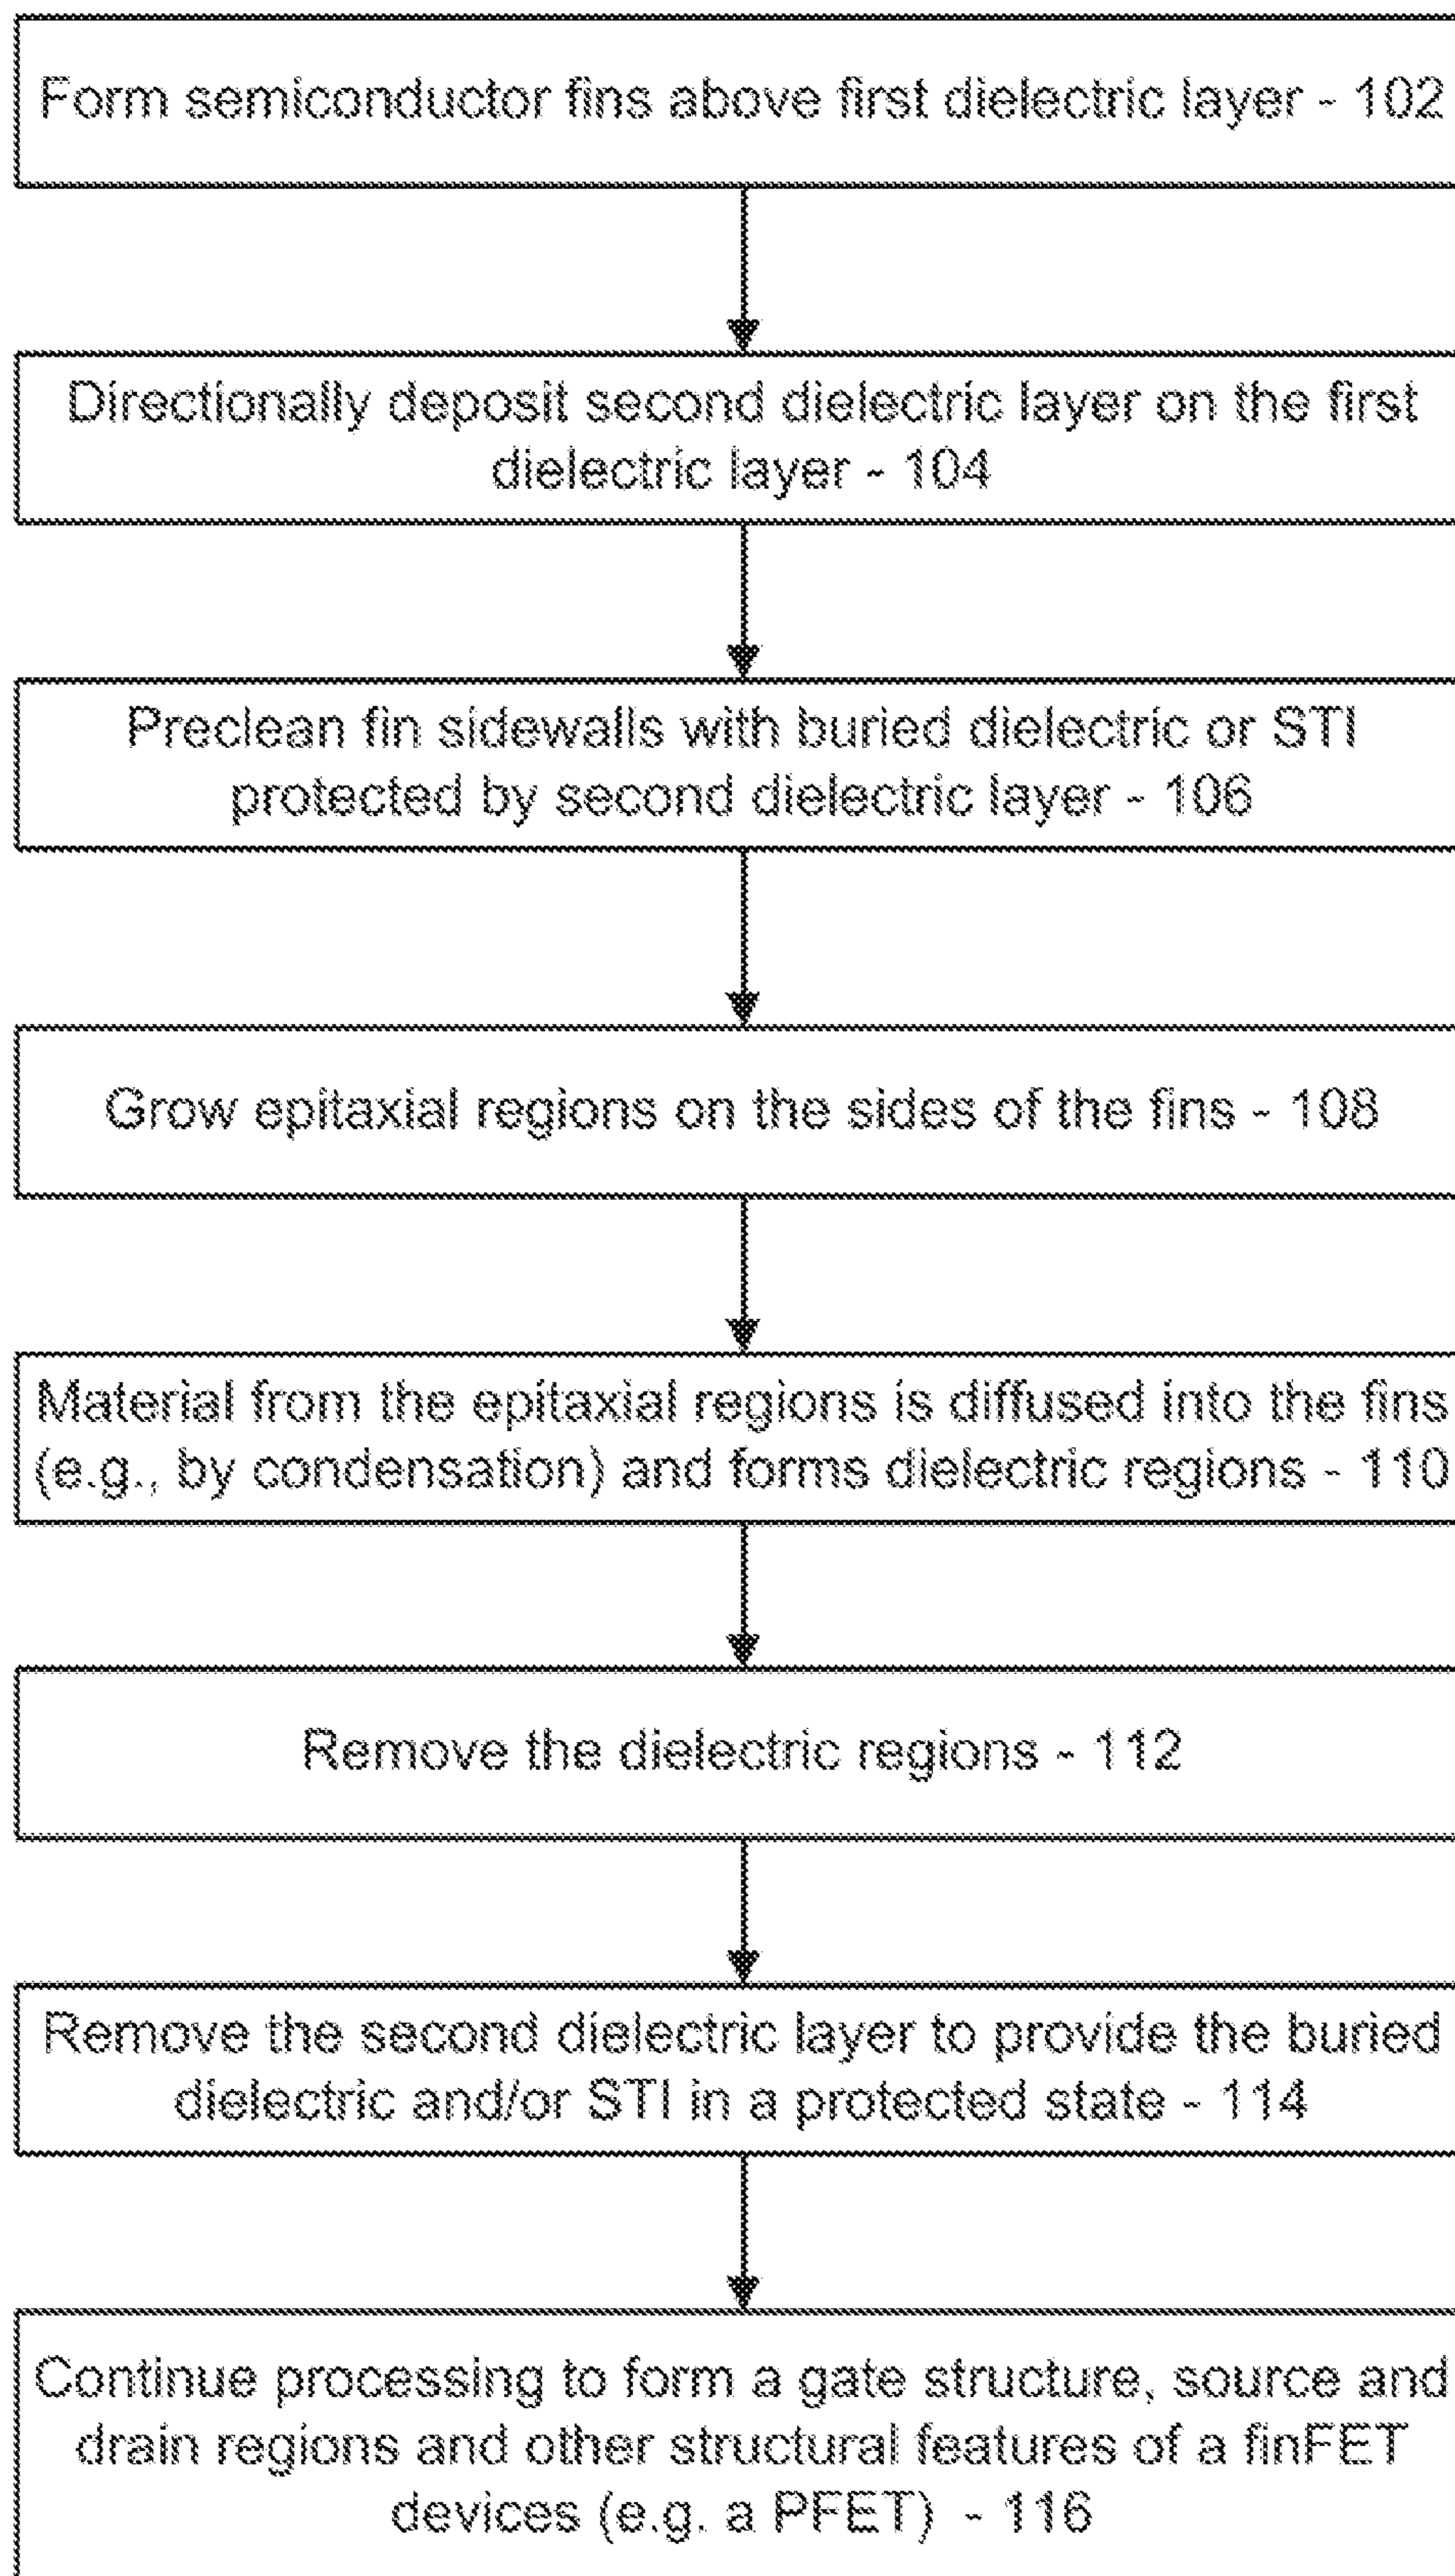 Form semiconductor fins above first dielectric layer - 102
Directionally deposit second dielectric layer on the first
dielectric layer - 104
Preclean fin sidewalls with buried dielectric or STI
protected by second dielectric layer - 106
Grow epitaxial regions on the sides of the fins - 108
Material from the epitaxial regions is diffused into the fins
(e.g., by condensation) and forms dielectric regions - 110
Remove the dielectric regions - 112
Remove the second dielectric layer to provide the buried
dielectric and/or STI in a protected state - 114
Continue processing to form a gate structure, source and
drain regions and other structural features of a finFET
devices (e.g. a PFET) - 116